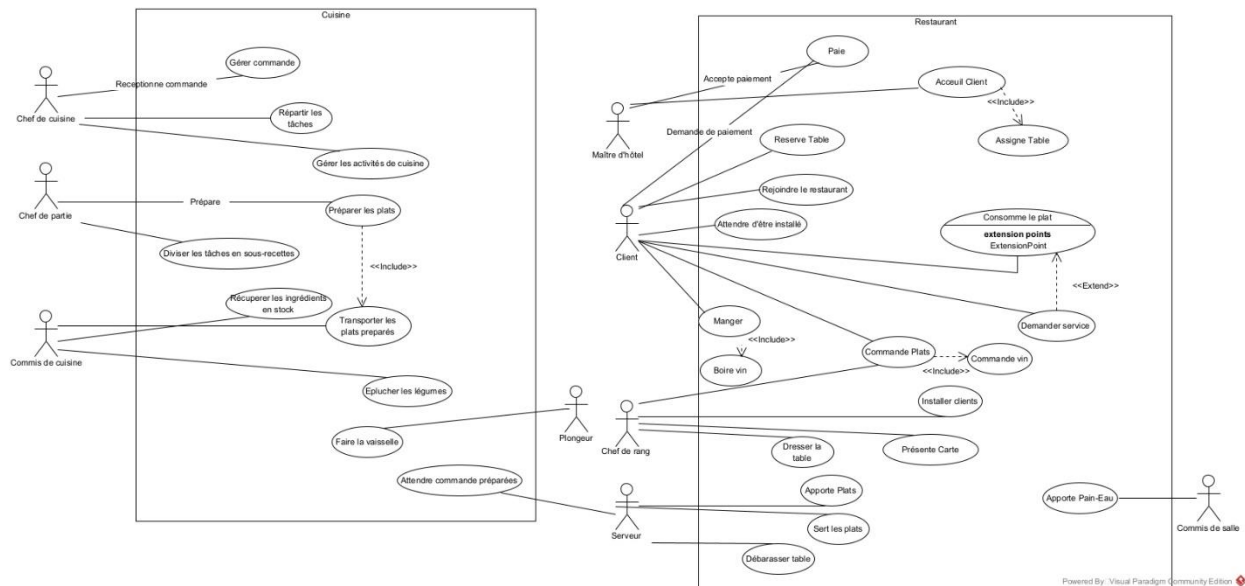 Cuisine
Gérer commande
Receptionne commande
Chef de cuisine
Répartir les
tâches
Gérer les activités de cuisine
Chef de partie
Prépare
Préparer les plats
Diviser les tâches en sous-recettes
<<Include>>
Récuperer les ingrédients
en stock
Commis de cuisine
Transporter les
plats preparés
Eplucher les légumes
Faire la vaisselle
Plongeur
Attendre commande préparées
Restaurant
Paie
Accepte paiement
Acceuil Client
<<Include>>
Maître d'hôtel
Demande de paiement
Reserve Table
Assigne Table
Rejoindre le restaurant
Client
Attendre d'être installé
Consomme le plat
extension points
ExtensionPoint
<<Extend>>
Manger
Demander service
<<Include>>
Commande Plats
Commande vin
<<Include>>
Boire vin
Installer clients
Chef de rang
Dresser la
table
Présente Carte
Apporte Plats
Apporte Pain-Eau
Commis de salle
Serveur
Sert les plats
Débarasser table
Powered By: Visual Paradigm Community Edition